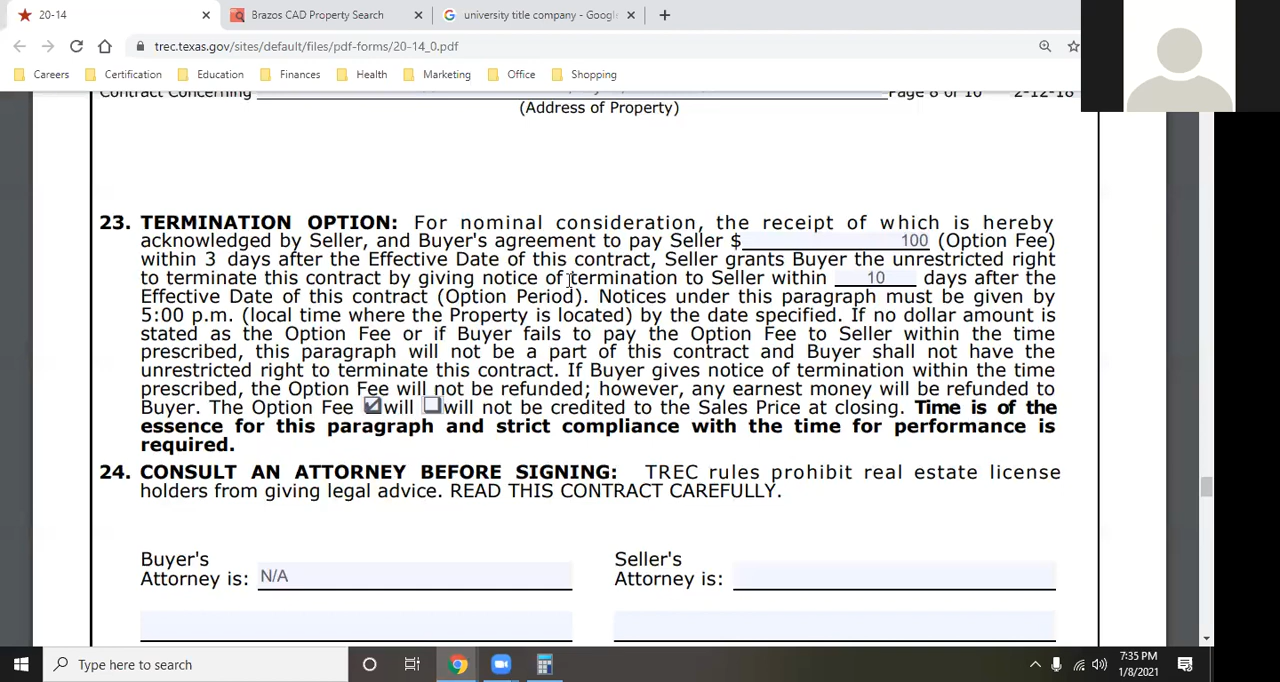 20-14
Brazos CAD Property Search
university title company - Goog
trec.texas.gov/sites/default/files/pdf-forms/20-14_0.pdf
Careers Certification Education Finances Health Marketing Office Shopping
Contract Concerning Page 8 of 10 2-12-18
(Address of Property)
23. TERMINATION OPTION: For nominal consideration, the receipt of which is hereby
acknowledged by Seller, and Buyer's agreement to pay Seller $ 100 (Option Fee)
within 3 days after the Effective Date of this contract, Seller grants Buyer the unrestricted right
to terminate this contract by giving notice of termination to Seller within 10 days after the
Effective Date of this contract (Option Period). Notices under this paragraph must be given by
5:00 p.m. (local time where the Property is located) by the date specified. If no dollar amount is
stated as the Option Fee or if Buyer fails to pay the Option Fee to Seller within the time
prescribed, this paragraph will not be a part of this contract and Buyer shall not have the
unrestricted right to terminate this contract. If Buyer gives notice of termination within the time
prescribed, the Option Fee will not be refunded; however, any earnest money will be refunded to
Buyer. The Option Fee will will not be credited to the Sales Price at closing. Time is of the
essence for this paragraph and strict compliance with the time for performance is
required.
24. CONSULT AN ATTORNEY BEFORE SIGNING: TREC rules prohibit real estate license
holders from giving legal advice. READ THIS CONTRACT CAREFULLY.
Buyer's
Attorney is: N/A
Seller's
Attorney is:
Type here to search
7:35 PM
1/8/2021